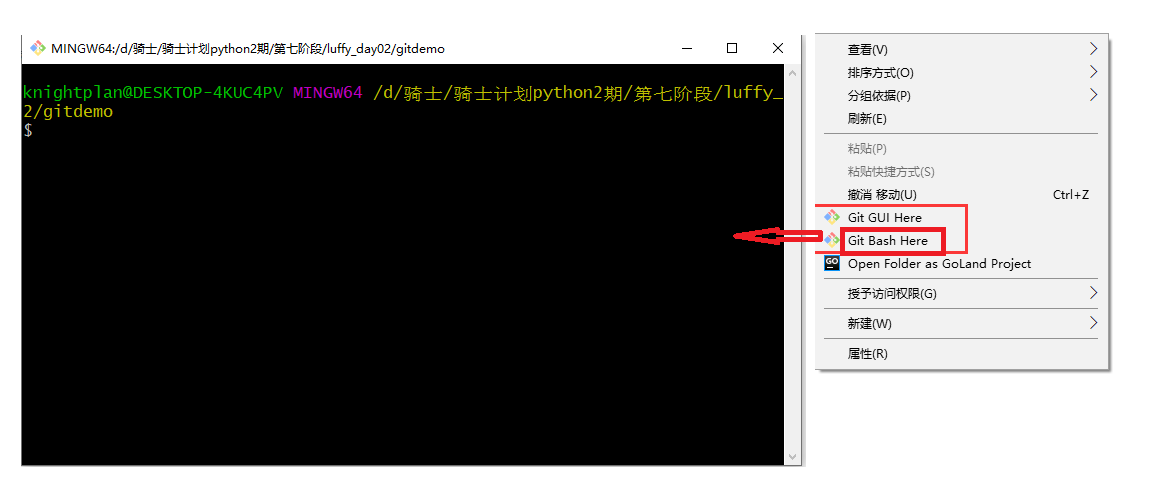 MINGW64:/d/骑士/骑士计划python2期/第七阶段/luffy_day02/gitdemo
knightplan@DESKTOP-4KUC4PV MINGW64 /d/骑士/骑士计划python2期/第七阶段/luffy_
2/gitdemo
$
查看(V)
排序方式(O)
分组依据(P)
刷新(E)
粘贴(P)
粘贴快捷方式(S)
撤消 移动(U) Ctrl+Z
Git GUI Here
Git Bash Here
GO Open Folder as GoLand Project
授予访问权限(G)
新建(W)
属性(R)